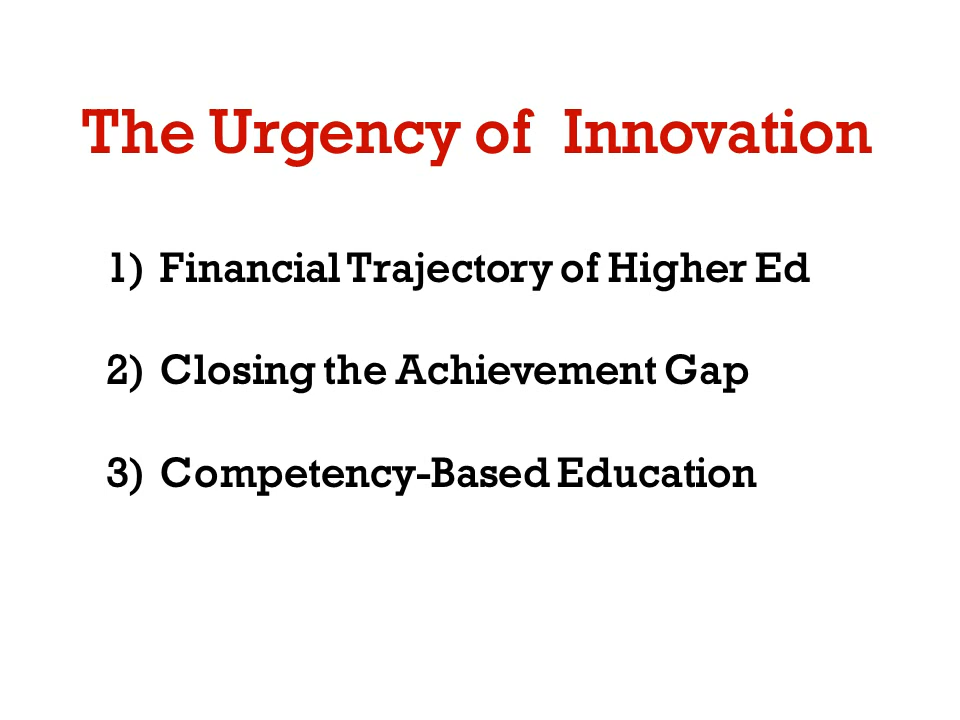 The Urgency of Innovation
1) Financial Trajectory of Higher Ed
2) Closing the Achievement Gap
3) Competency-Based Education